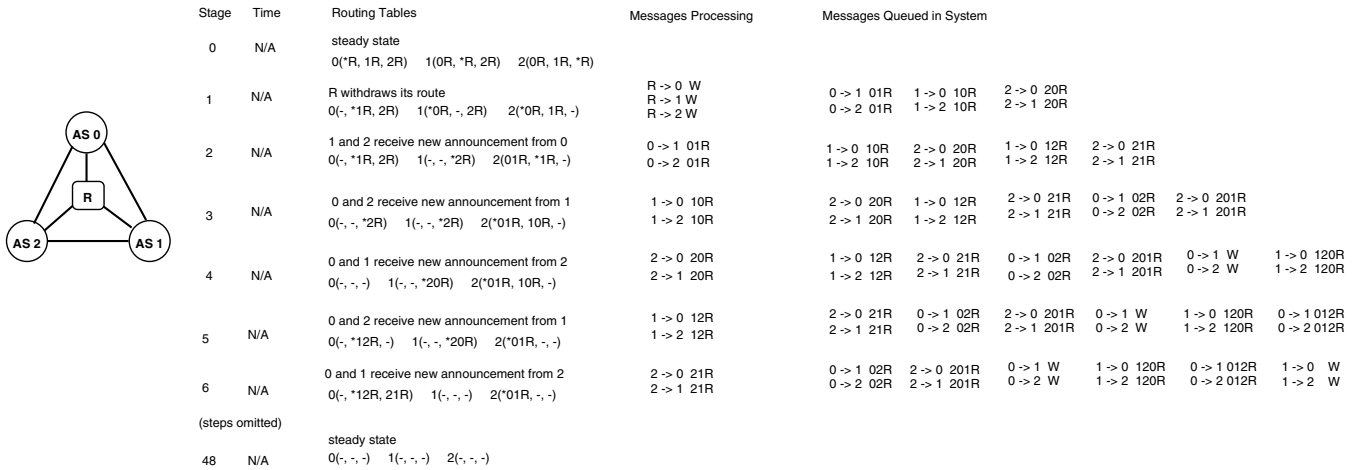 Stage Time Routing Tables Messages Processing Messages Queued in System
0 N/A steady state
0(*R, 1R, 2R) 1(0R, *R, 2R) 2(0R, 1R, *R)
1 N/A R withdraws its route
0(-, *1R, 2R) 1(*0R, -, 2R) 2(*0R, 1R, -)
R -> 0 W
R -> 1 W
R -> 2 W
0 -> 1 01R 1 -> 0 10R 2 -> 0 20R
0 -> 2 01R 1 -> 2 10R 2 -> 1 20R
AS 0
R
AS 2 AS 1
2 N/A 1 and 2 receive new announcement from 0
0(-, *1R, 2R) 1(-, -, *2R) 2(01R, *1R, -)
0 -> 1 01R
0 -> 2 01R
1 -> 0 10R 2 -> 0 20R 1 -> 0 12R 2 -> 0 21R
1 -> 2 10R 2 -> 1 20R 1 -> 2 12R 2 -> 1 21R
3 N/A 0 and 2 receive new announcement from 1
0(-, -, *2R) 1(-, -, *2R) 2(*01R, 10R, -)
1 -> 0 10R
1 -> 2 10R
2 -> 0 20R 1 -> 0 12R 2 -> 0 21R 0 -> 1 02R 2 -> 0 201R
2 -> 1 20R 1 -> 2 12R 2 -> 1 21R 0 -> 2 02R 2 -> 1 201R
4 N/A 0 and 1 receive new announcement from 2
0(-, -, -) 1(-, -, *20R) 2(*01R, 10R, -)
2 -> 0 20R
2 -> 1 20R
1 -> 0 12R 2 -> 0 21R 0 -> 1 02R 2 -> 0 201R 0 -> 1 W 1 -> 0 120R
1 -> 2 12R 2 -> 1 21R 0 -> 2 02R 2 -> 1 201R 0 -> 2 W 1 -> 2 120R
5 N/A 0 and 2 receive new announcement from 1
0(-, *12R, -) 1(-, -, *20R) 2(*01R, -, -)
1 -> 0 12R
1 -> 2 12R
2 -> 0 21R 0 -> 1 02R 2 -> 0 201R 0 -> 1 W 1 -> 0 120R 0 -> 1 012R
2 -> 1 21R 0 -> 2 02R 2 -> 1 201R 0 -> 2 W 1 -> 2 120R 0 -> 2 012R
6 N/A 0 and 1 receive new announcement from 2
0(-, *12R, 21R) 1(-, -, -) 2(*01R, -, -)
2 -> 0 21R
2 -> 1 21R
0 -> 1 02R 2 -> 0 201R 0 -> 1 W 1 -> 0 120R 0 -> 1 012R 1 -> 0 W
0 -> 2 02R 2 -> 1 201R 0 -> 2 W 1 -> 2 120R 0 -> 2 012R 1 -> 2 W
(steps omitted)
48 N/A steady state
0(-, -, -) 1(-, -, -) 2(-, -, -)